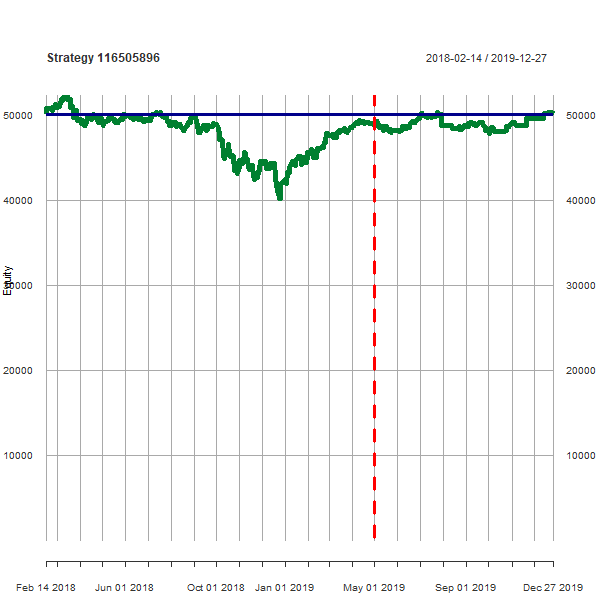 Strategy 116505896
2018-02-14 / 2019-12-27
50000 50000
40000 40000
Equity
30000 30000
20000 20000
10000 10000
Feb 14 2018 Jun 01 2018 Oct 01 2018 Jan 01 2019 May 01 2019 Sep 01 2019 Dec 27 2019